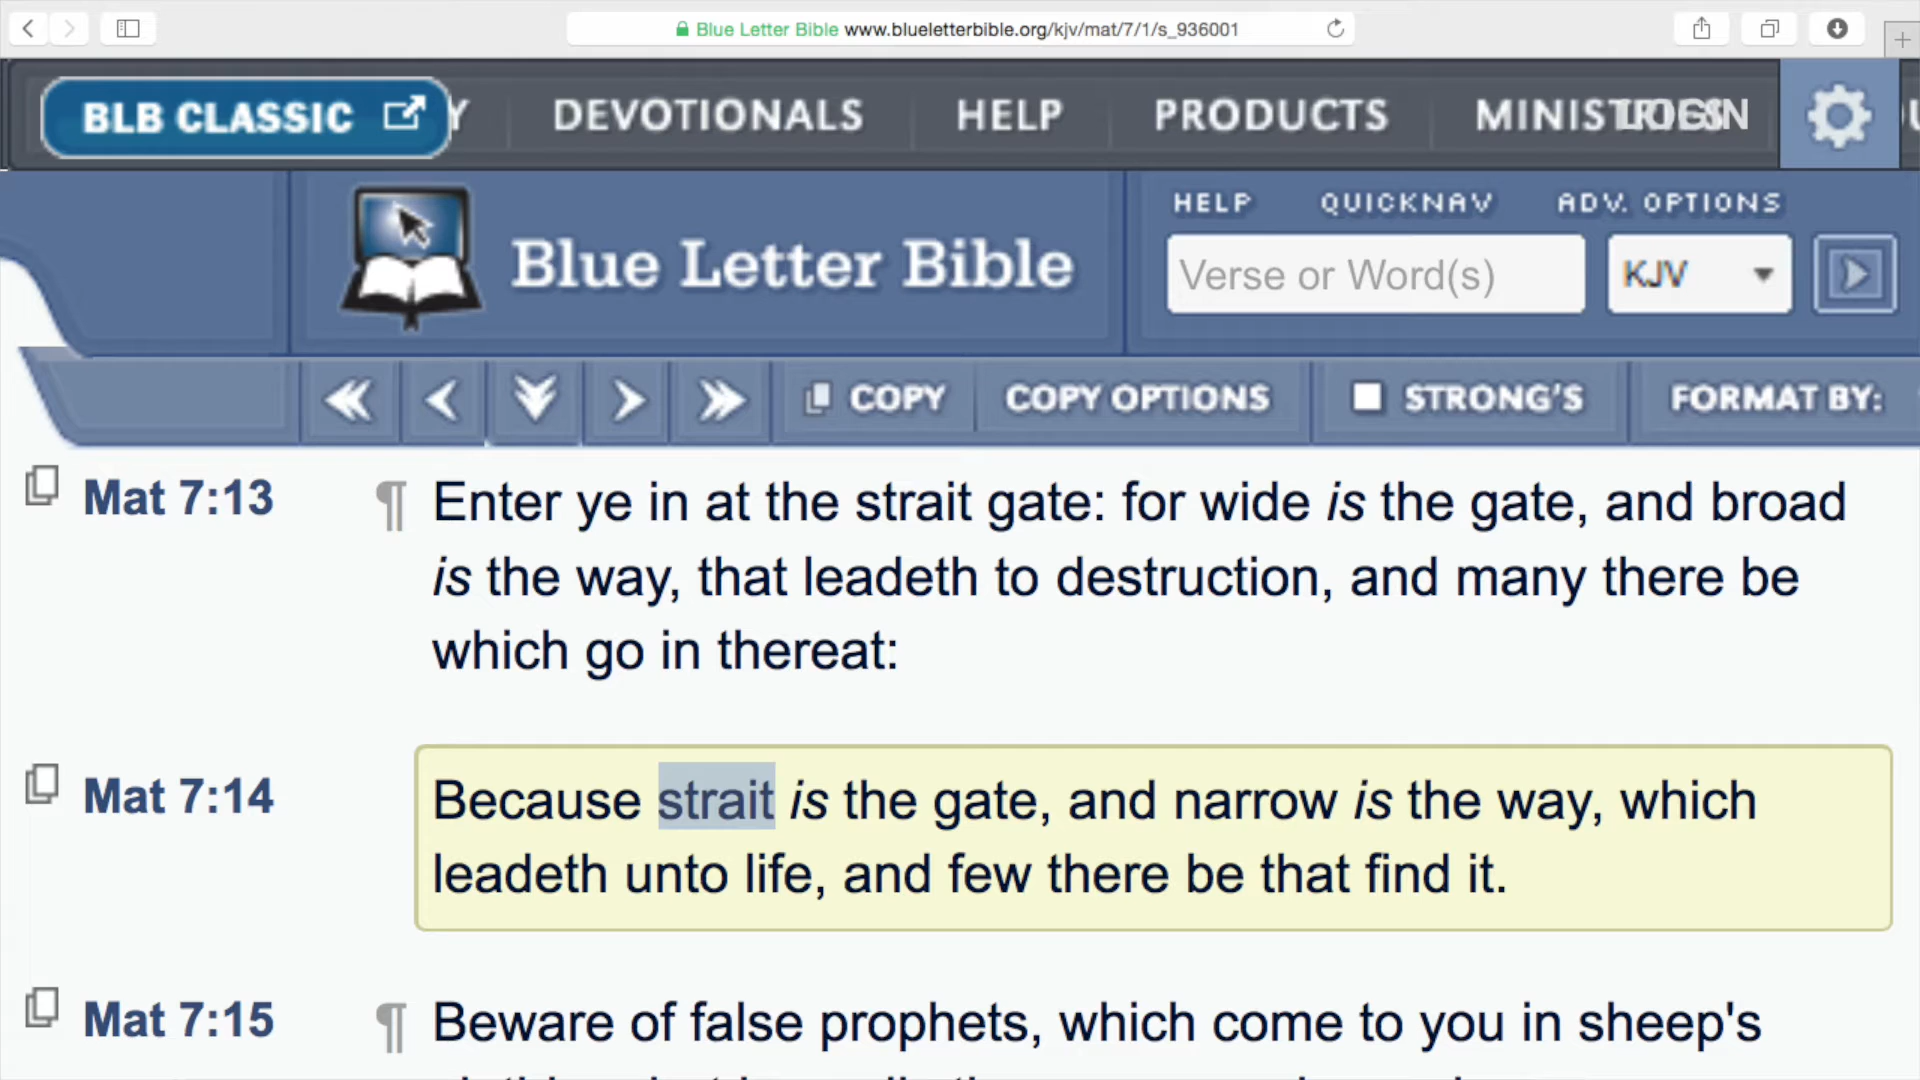 Blue Letter Bible www.blueletterbible.org/kjv/mat/7/1/s_936001
BLB CLASSIC Y DEVOTIONALS HELP PRODUCTS MINISTRIES LOGIN
HELP QUICKNAV ADV. OPTIONS
Blue Letter Bible Verse or Word(s) KJV
COPY COPY OPTIONS STRONG'S FORMAT BY:
Mat 7:13 ¶ Enter ye in at the strait gate: for wide is the gate, and broad
is the way, that leadeth to destruction, and many there be
which go in thereat:
Mat 7:14 Because strait is the gate, and narrow is the way, which
leadeth unto life, and few there be that find it.
Mat 7:15 ¶ Beware of false prophets, which come to you in sheep's